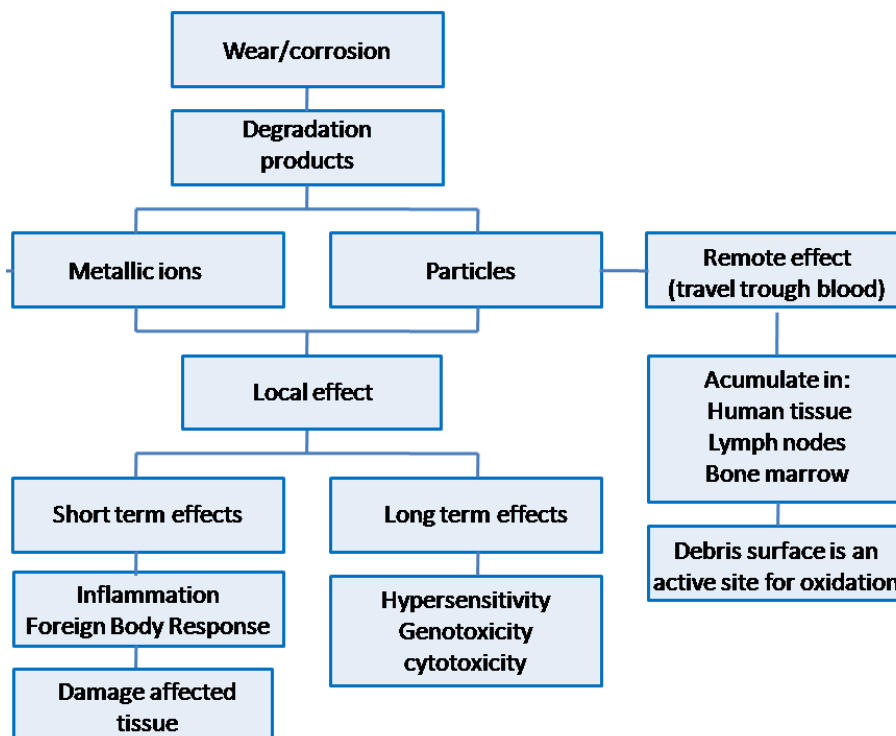 Wear/corrosion
Degradation
products
Metallic ions
Particles
Remote effect
(travel trough blood)
Local effect
Acumulate in:
Human tissue
Lymph nodes
Bone marrow
Short term effects
Long term effects
Debris surface is an
active site for oxidation
Inflammation
Foreign Body Response
Hypersensitivity
Genotoxicity
cytotoxicity
Damage affected
tissue